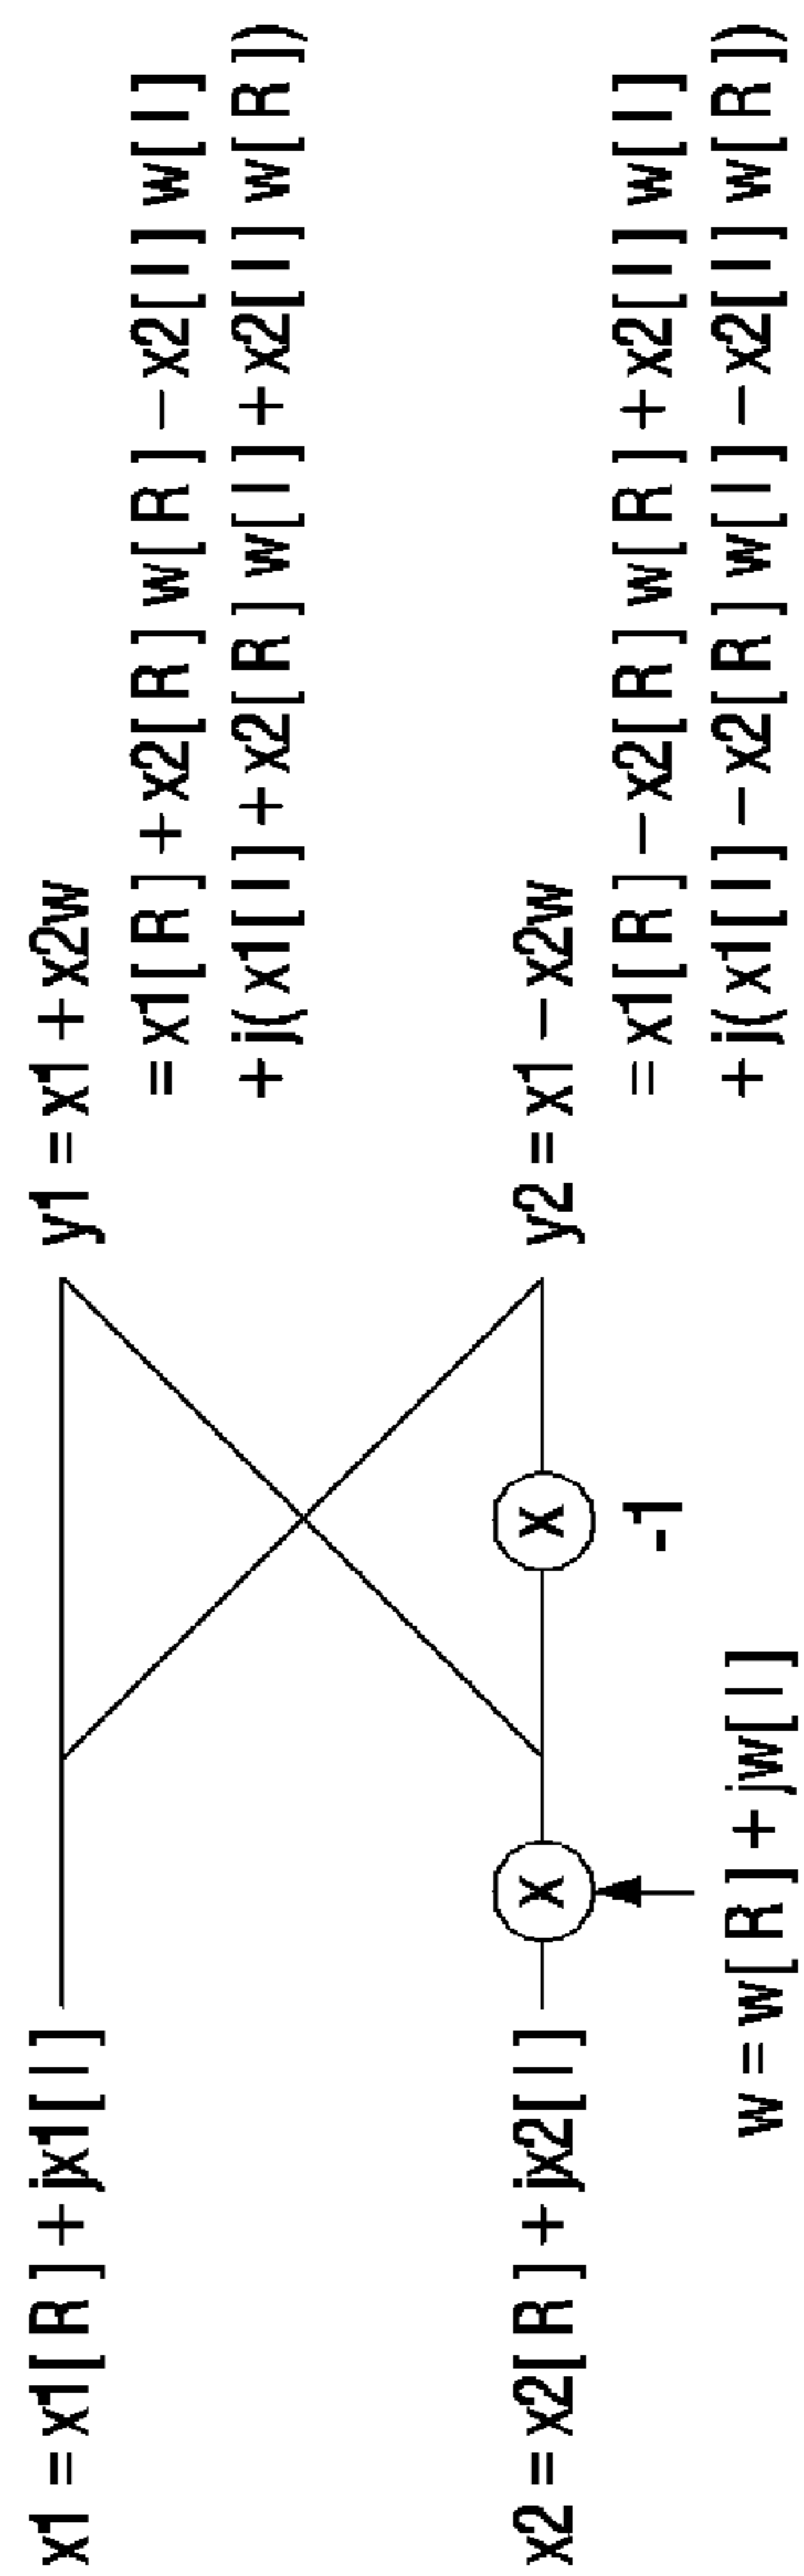 x1 = x1[ R ] + jx1[ I ]
y1 = x1 + x2w
= x1[ R ] + x2[ R ] w[ R ] − x2[ I ] w[ I ]
+ j( x1[ I ] + x2[ R ] w[ I ] + x2[ I ] w[ R ])
x2 = x2[ R ] + jx2[ I ]
X
X
y2 = x1 − x2w
-1
= x1[ R ] − x2[ R ] w[ R ] + x2[ I ] w[ I ]
+ j( x1[ I ] − x2[ R ] w[ I ] − x2[ I ] w[ R ])
w = w[ R ] + jw[ I ]